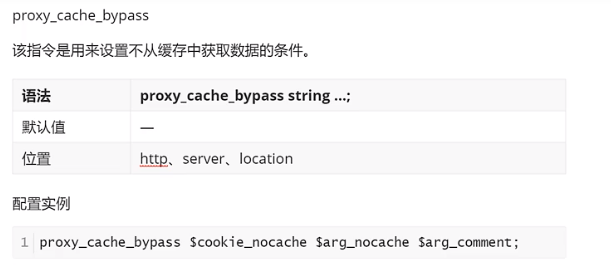 proxy_cache_bypass
该指令是用来设置不从缓存中获取数据的条件。
语法 proxy_cache_bypass string ...;
默认值 —
位置 http、server、location
配置实例
1 proxy_cache_bypass $cookie_nocache $arg_nocache $arg_comment;